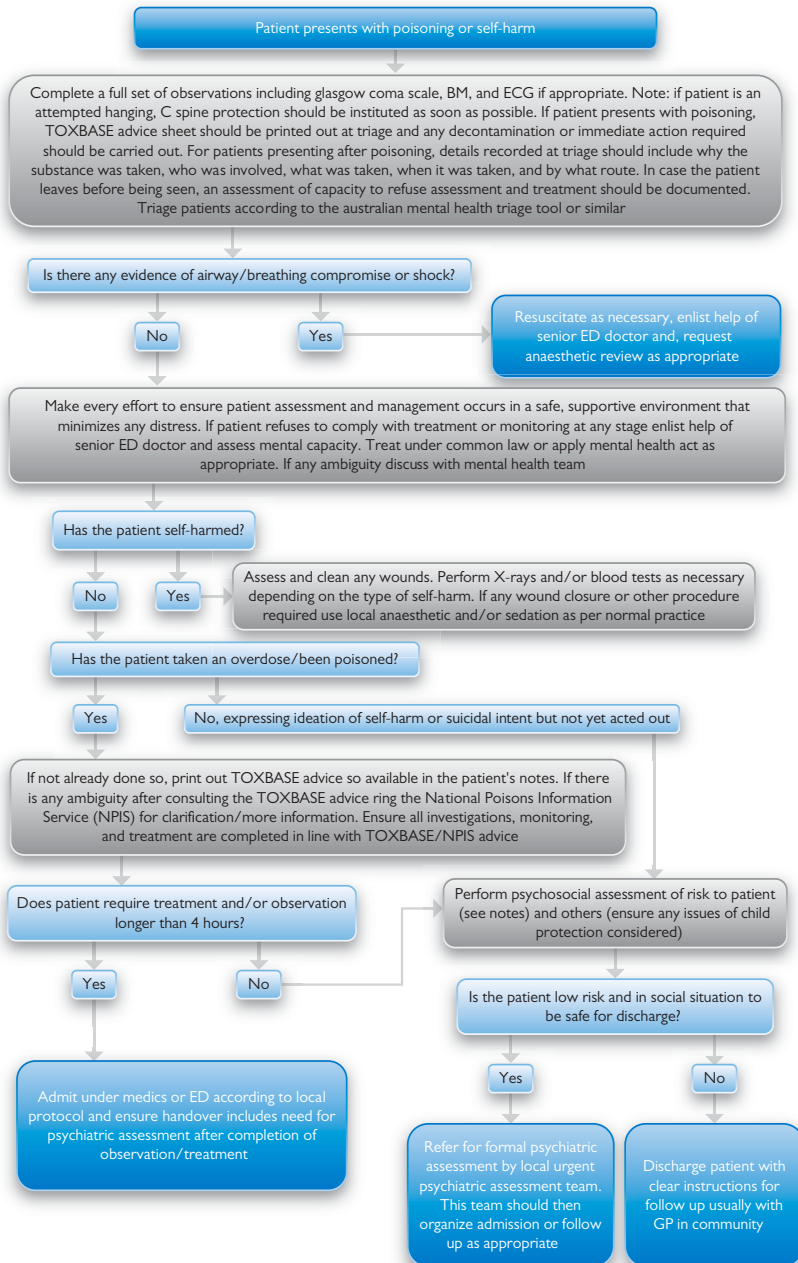 Patient presents with poisoning or self-harm
Complete a full set of observations including glasgow coma scale, BM, and ECG if appropriate. Note: if patient is an
attempted hanging, C spine protection should be instituted as soon as possible. If patient presents with poisoning,
TOXBASE advice sheet should be printed out at triage and any decontamination or immediate action required
should be carried out. For patients presenting after poisoning, details recorded at triage should include why the
substance was taken, who was involved, what was taken, when it was taken, and by what route. In case the patient
leaves before being seen, an assessment of capacity to refuse assessment and treatment should be documented.
Triage patients according to the australian mental health triage tool or similar
Is there any evidence of airway/breathing compromise or shock?
No
Yes
Resuscitate as necessary, enlist help of
senior ED doctor and, request
anaesthetic review as appropriate
Make every effort to ensure patient assessment and management occurs in a safe, supportive environment that
minimizes any distress. If patient refuses to comply with treatment or monitoring at any stage enlist help of
senior ED doctor and assess mental capacity. Treat under common law or apply mental health act as
appropriate. If any ambiguity discuss with mental health team
Has the patient self-harmed?
No
Yes
Assess and clean any wounds. Perform X-rays and/or blood tests as necessary
depending on the type of self-harm. If any wound closure or other procedure
required use local anaesthetic and/or sedation as per normal practice
Has the patient taken an overdose/been poisoned?
Yes
No, expressing ideation of self-harm or suicidal intent but not yet acted out
If not already done so, print out TOXBASE advice so available in the patient's notes. If there
is any ambiguity after consulting the TOXBASE advice ring the National Poisons Information
Service (NPIS) for clarification/more information. Ensure all investigations, monitoring,
and treatment are completed in line with TOXBASE/NPIS advice
Does patient require treatment and/or observation
longer than 4 hours?
Perform psychosocial assessment of risk to patient
(see notes) and others (ensure any issues of child
protection considered)
Yes
No
Is the patient low risk and in social situation to
be safe for discharge?
Yes
No
Admit under medics or ED according to local
protocol and ensure handover includes need for
psychiatric assessment after completion of
observation/treatment
Refer for formal psychiatric
assessment by local urgent
psychiatric assessment team.
This team should then
organize admission or follow
up as appropriate
Discharge patient with
clear instructions for
follow up usually with
GP in community